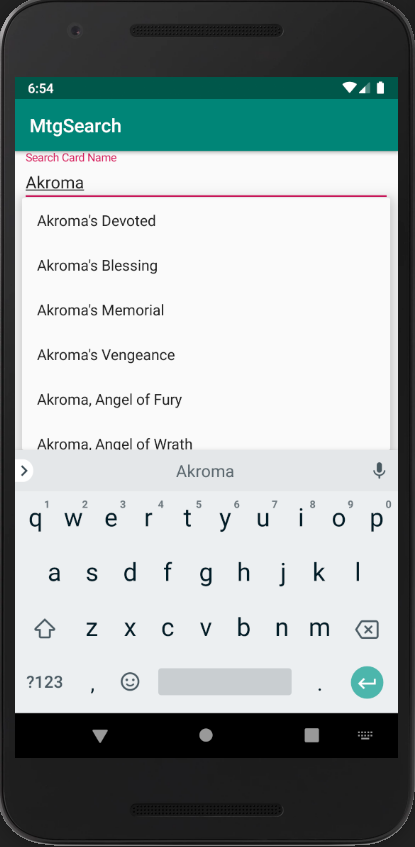 6:54
MtgSearch
Search Card Name
Akroma
Akroma's Devoted
Akroma's Blessing
Akroma's Memorial
Akroma's Vengeance
Akroma, Angel of Fury
Akroma, Angel of Wrath
Akroma
1 2 3 4 5 6 7 8 9 0
q w e r t y u i o p
a s d f g h j k l
z x c v b n m
?123 , .